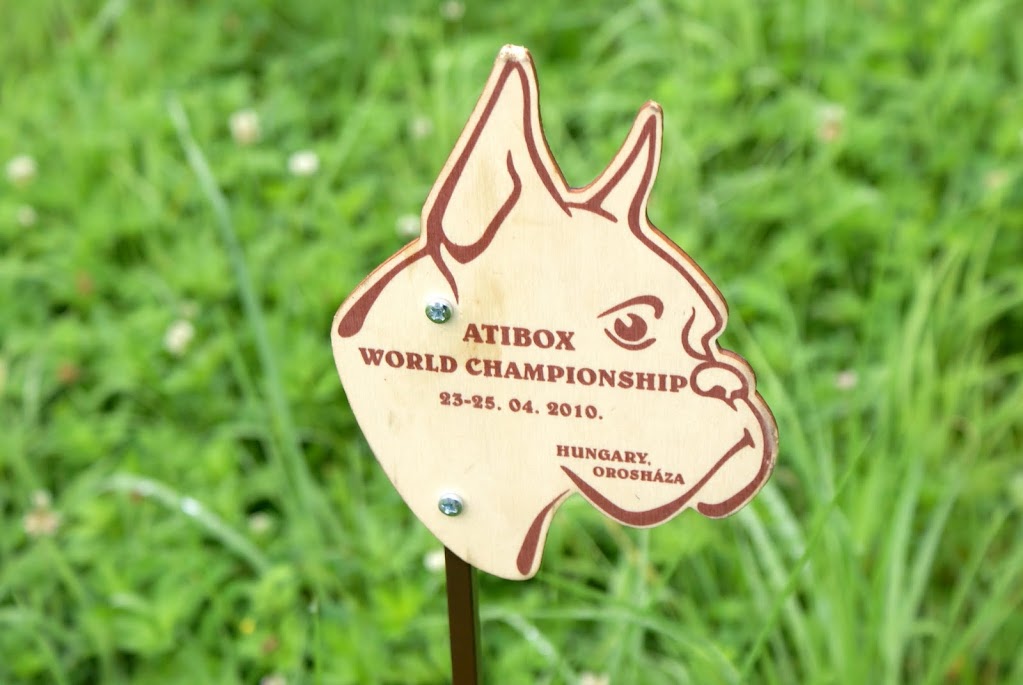 ATIBOX
WORLD CHAMPIONSHIP
23-25. 04. 2010.
HUNGARY,
OROSHÁZA